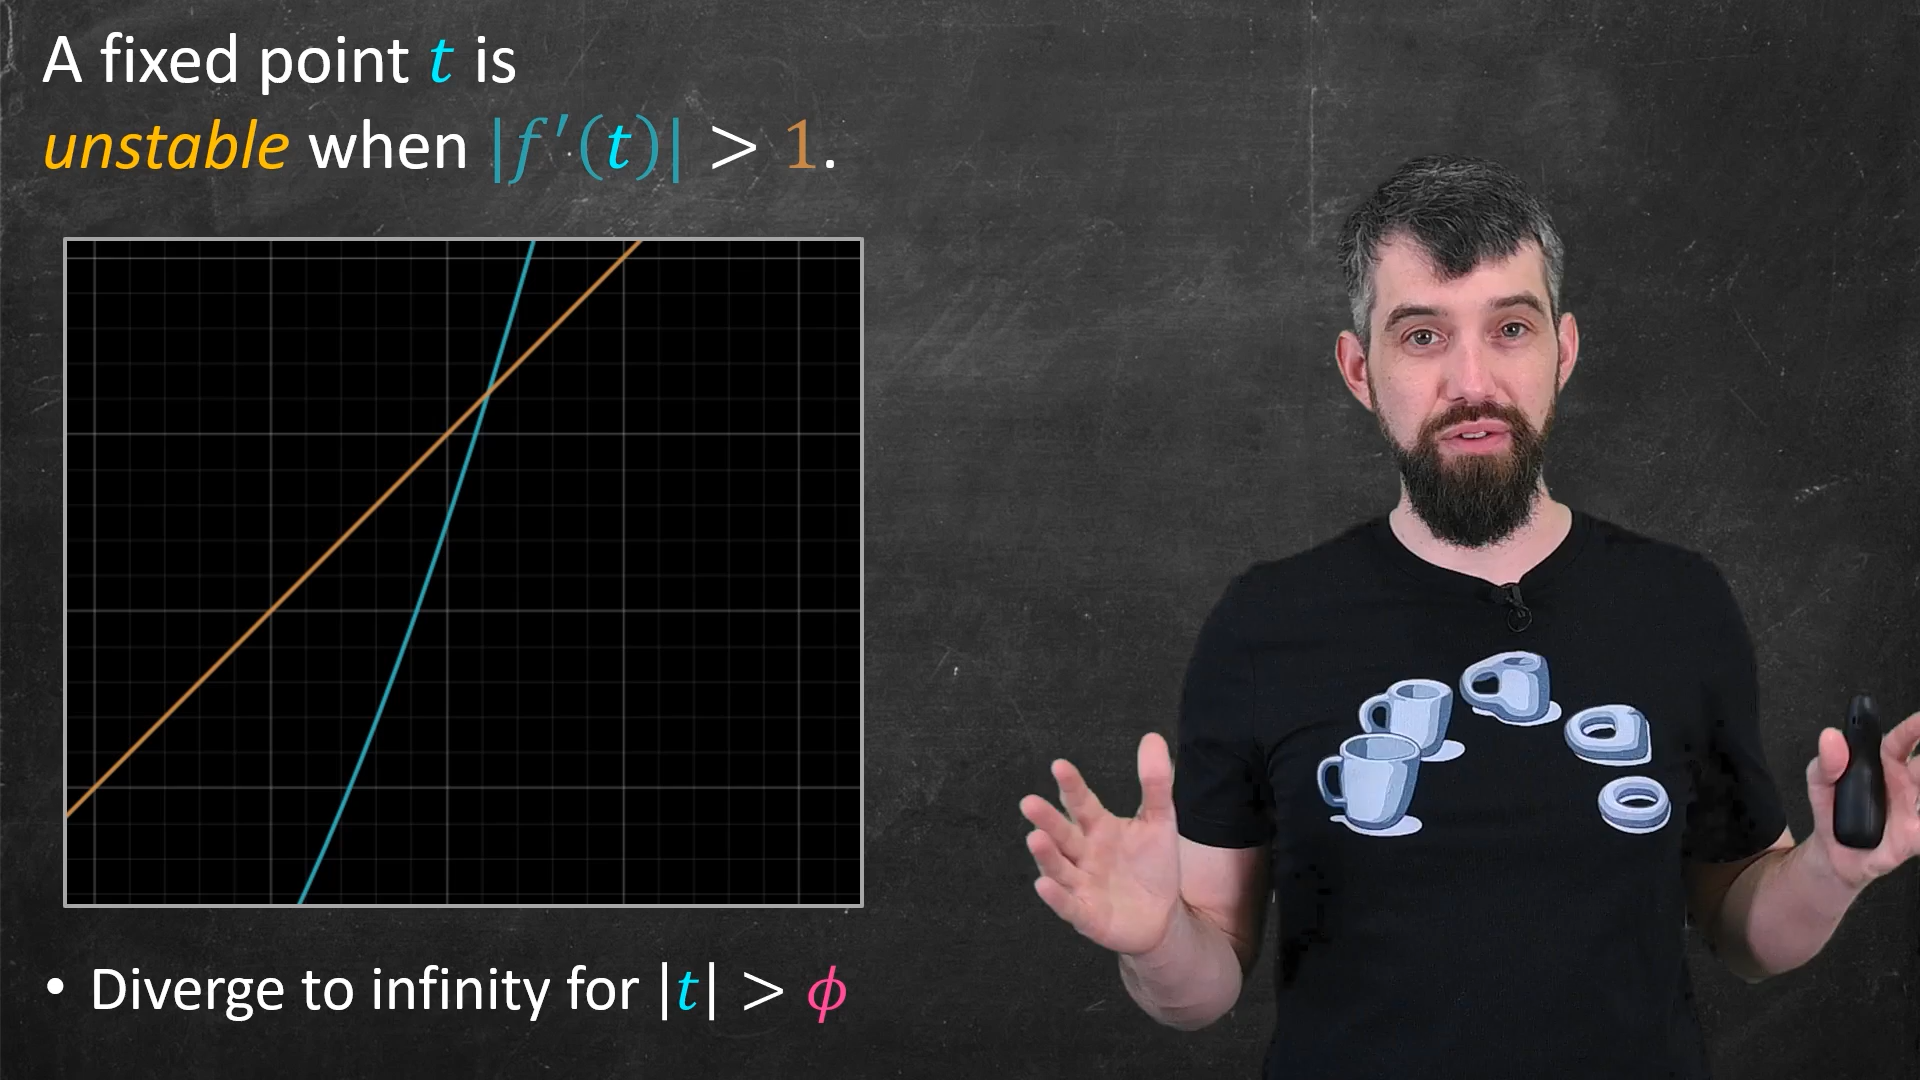 A fixed point t is
unstable when |f′(t)| > 1.
• Diverge to infinity for |t| > ϕ